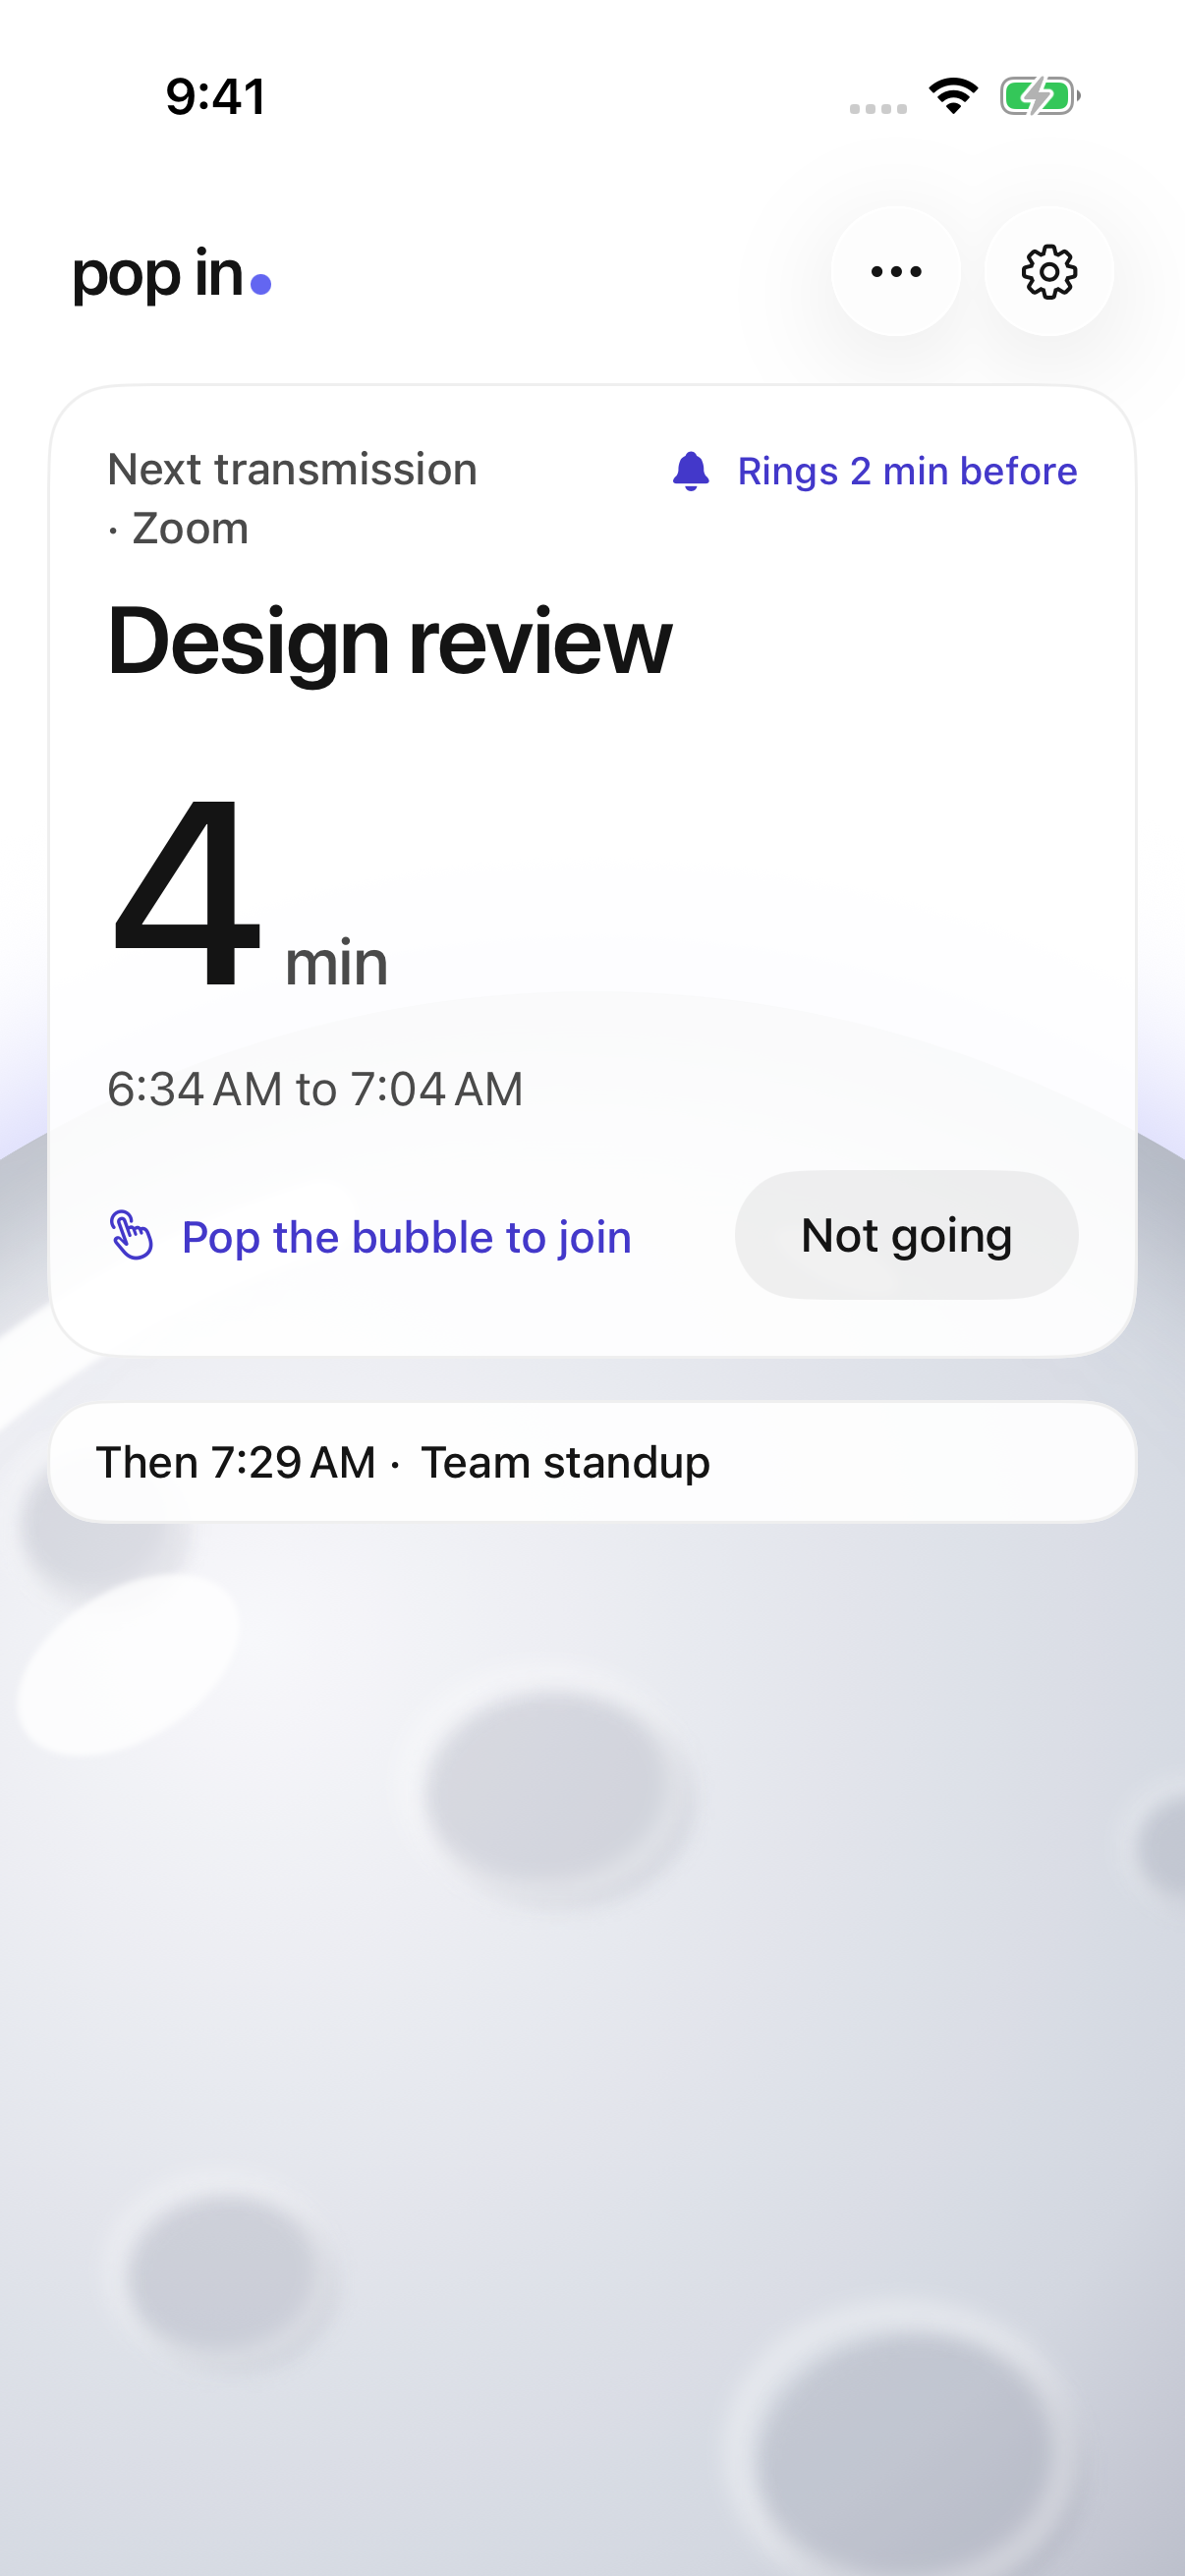 9:41
pop in
Next transmission
· Zoom
Rings 2 min before
Design review
4 min
6:34 AM to 7:04 AM
Pop the bubble to join
Not going
Then 7:29 AM · Team standup